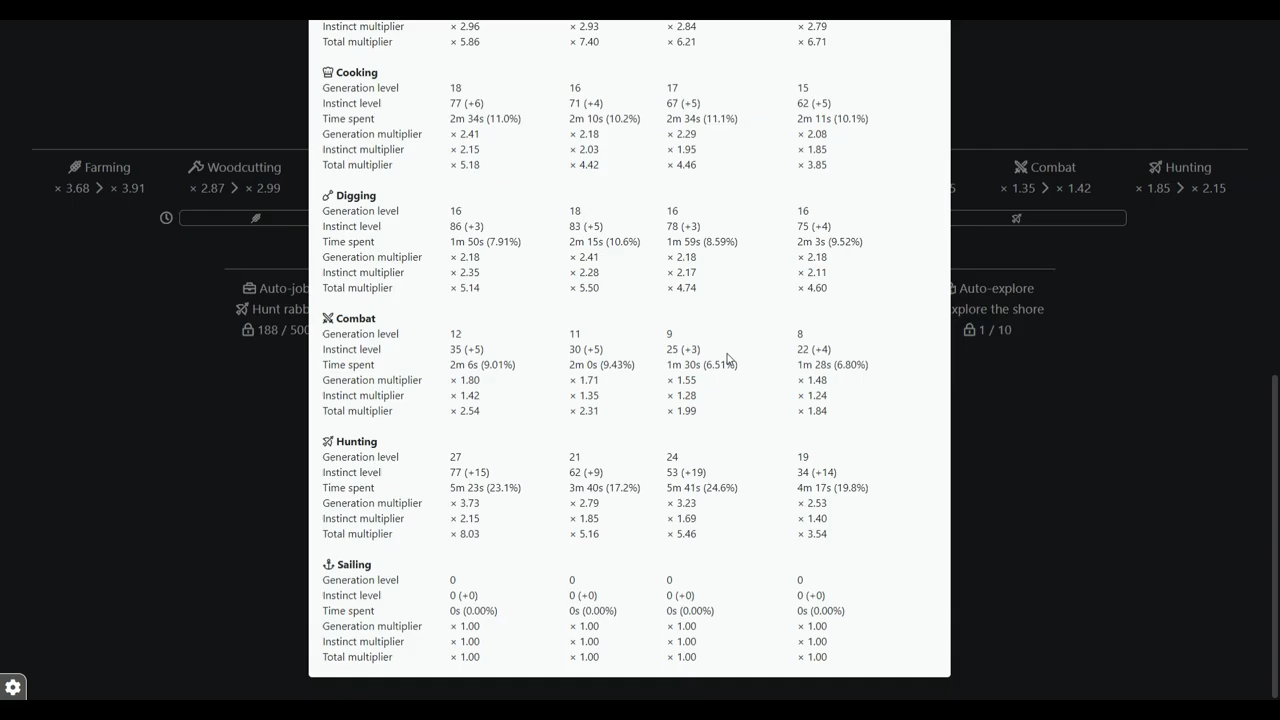 Instinct multiplier × 2.96 × 2.93 × 2.84 × 2.79
Total multiplier × 5.86 × 7.40 × 6.21 × 6.71
Cooking
Generation level 18 16 17 15
Instinct level 77 (+6) 71 (+4) 67 (+5) 62 (+5)
Time spent 2m 34s (11.0%) 2m 10s (10.2%) 2m 34s (11.1%) 2m 11s (10.1%)
Generation multiplier × 2.41 × 2.18 × 2.29 × 2.08
Instinct multiplier × 2.15 × 2.03 × 1.95 × 1.85
Total multiplier × 5.18 × 4.42 × 4.46 × 3.85
Farming Woodcutting Combat Hunting
× 3.68 > × 3.91 × 2.87 > × 2.99 5 × 1.35 > × 1.42 × 1.85 > × 2.15
Digging
Generation level 16 18 16 16
Instinct level 86 (+3) 83 (+5) 78 (+3) 75 (+4)
Time spent 1m 50s (7.91%) 2m 15s (10.6%) 1m 59s (8.59%) 2m 3s (9.52%)
Generation multiplier × 2.18 × 2.41 × 2.18 × 2.18
Instinct multiplier × 2.35 × 2.28 × 2.17 × 2.11
Total multiplier × 5.14 × 5.50 × 4.74 × 4.60
Auto-job Auto-explore
Hunt rabb xplore the shore
188 / 500 1 / 10
Combat
Generation level 12 11 9 8
Instinct level 35 (+5) 30 (+5) 25 (+3) 22 (+4)
Time spent 2m 6s (9.01%) 2m 0s (9.43%) 1m 30s (6.51%) 1m 28s (6.80%)
Generation multiplier × 1.80 × 1.71 × 1.55 × 1.48
Instinct multiplier × 1.42 × 1.35 × 1.28 × 1.24
Total multiplier × 2.54 × 2.31 × 1.99 × 1.84
Hunting
Generation level 27 21 24 19
Instinct level 77 (+15) 62 (+9) 53 (+19) 34 (+14)
Time spent 5m 23s (23.1%) 3m 40s (17.2%) 5m 41s (24.6%) 4m 17s (19.8%)
Generation multiplier × 3.73 × 2.79 × 3.23 × 2.53
Instinct multiplier × 2.15 × 1.85 × 1.69 × 1.40
Total multiplier × 8.03 × 5.16 × 5.46 × 3.54
Sailing
Generation level 0 0 0 0
Instinct level 0 (+0) 0 (+0) 0 (+0) 0 (+0)
Time spent 0s (0.00%) 0s (0.00%) 0s (0.00%) 0s (0.00%)
Generation multiplier × 1.00 × 1.00 × 1.00 × 1.00
Instinct multiplier × 1.00 × 1.00 × 1.00 × 1.00
Total multiplier × 1.00 × 1.00 × 1.00 × 1.00